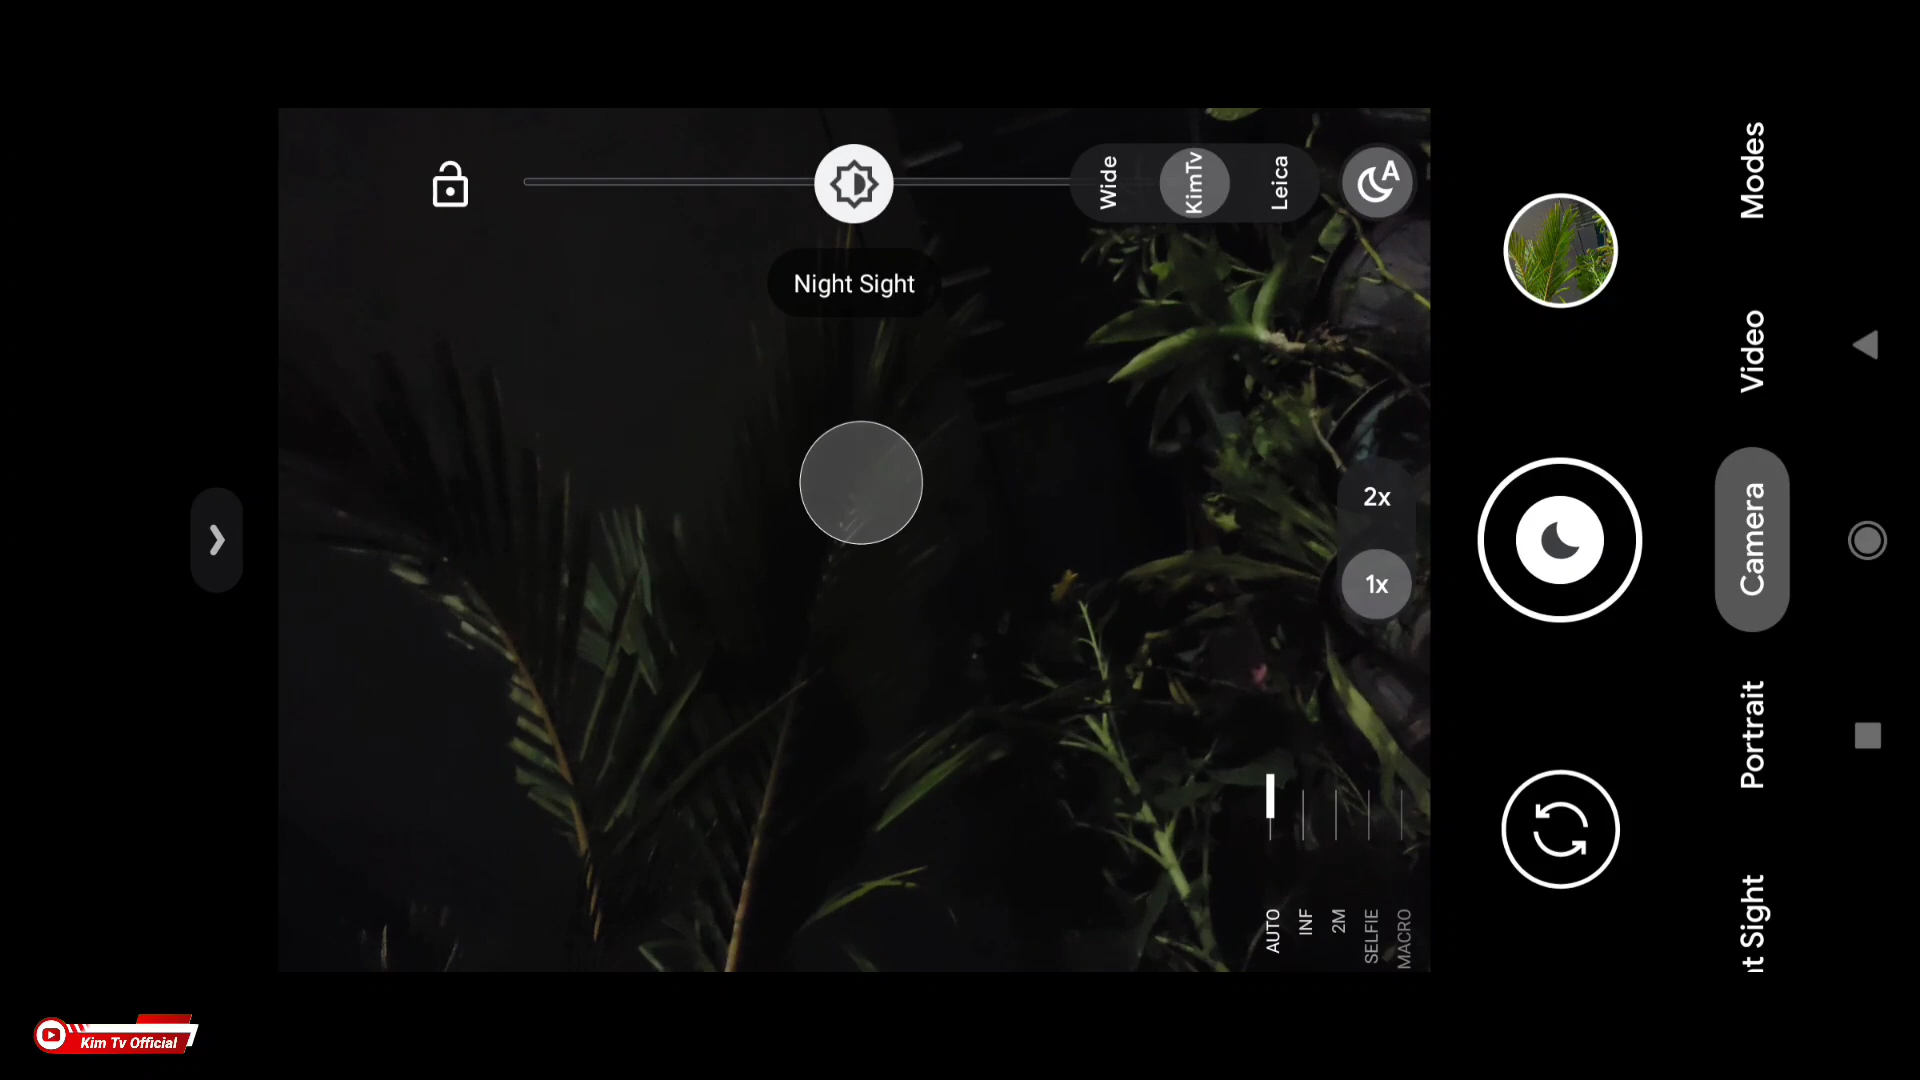 Wide
KimTv
Leica
A
Night Sight
2x
1x
AUTO
INF
2M
SELFIE
MACRO
Modes
Video
Camera
Portrait
t Sight
Kim Tv Official